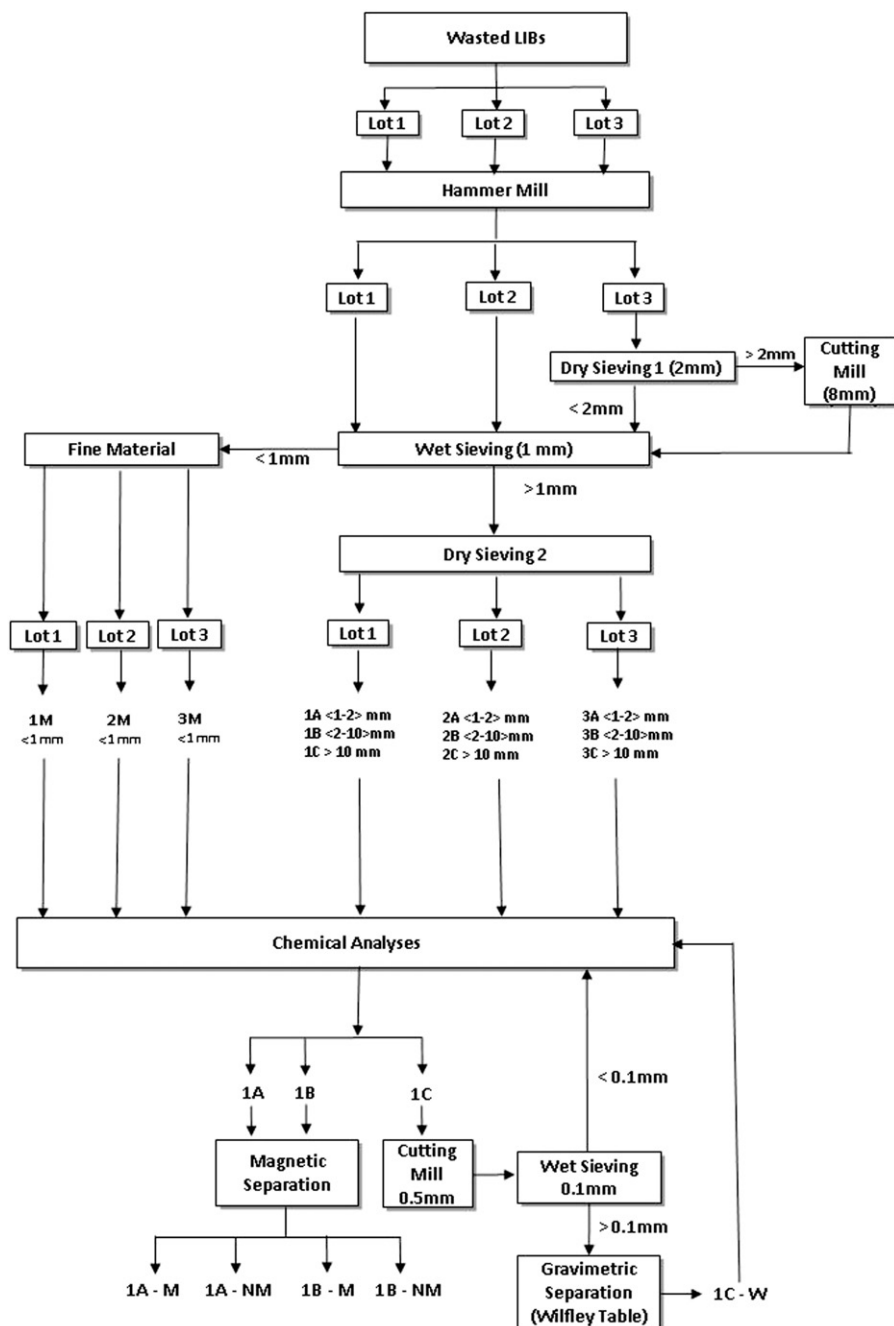 Wasted LIBs
Lot 1
Lot 2
Lot 3
Hammer Mill
Lot 1
Lot 2
Lot 3
Dry Sieving 1 (2mm)
> 2mm
Cutting
Mill
(8mm)
< 2mm
Fine Material
< 1mm
Wet Sieving (1 mm)
>1mm
Dry Sieving 2
Lot 1
Lot 2
Lot 3
Lot 1
Lot 2
Lot 3
1M
<1mm
2M
<1mm
3M
<1mm
1A <1-2> mm
1B <2-10>mm
1C > 10 mm
2A <1-2> mm
2B <2-10>mm
2C > 10 mm
3A <1-2> mm
3B <2-10>mm
3C > 10 mm
Chemical Analyses
< 0.1mm
1A
1B
1C
Magnetic
Separation
Cutting
Mill
0.5mm
Wet Sieving
0.1mm
>0.1mm
1A - M
1A - NM
1B - M
1B - NM
Gravimetric
Separation
(Wilfley Table)
1C - W